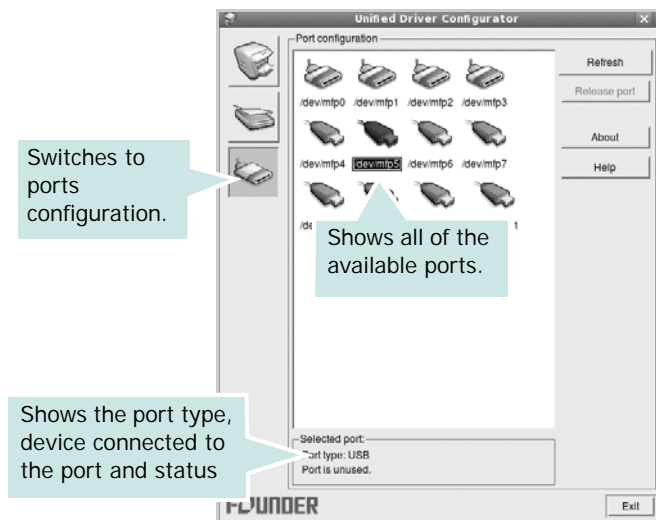 Unified Driver Configurator
Port configuration
/dev/mfp0 /dev/mfp1 /dev/mfp2 /dev/mfp3
/dev/mfp4 /dev/mfp5 /dev/mfp6 /dev/mfp7
Refresh
Release port
About
Help
Switches to
ports
configuration.
Shows all of the
available ports.
Shows the port type,
device connected to
the port and status
Selected port:
Port type: USB
Port is unused.
FOUNDER
Exit